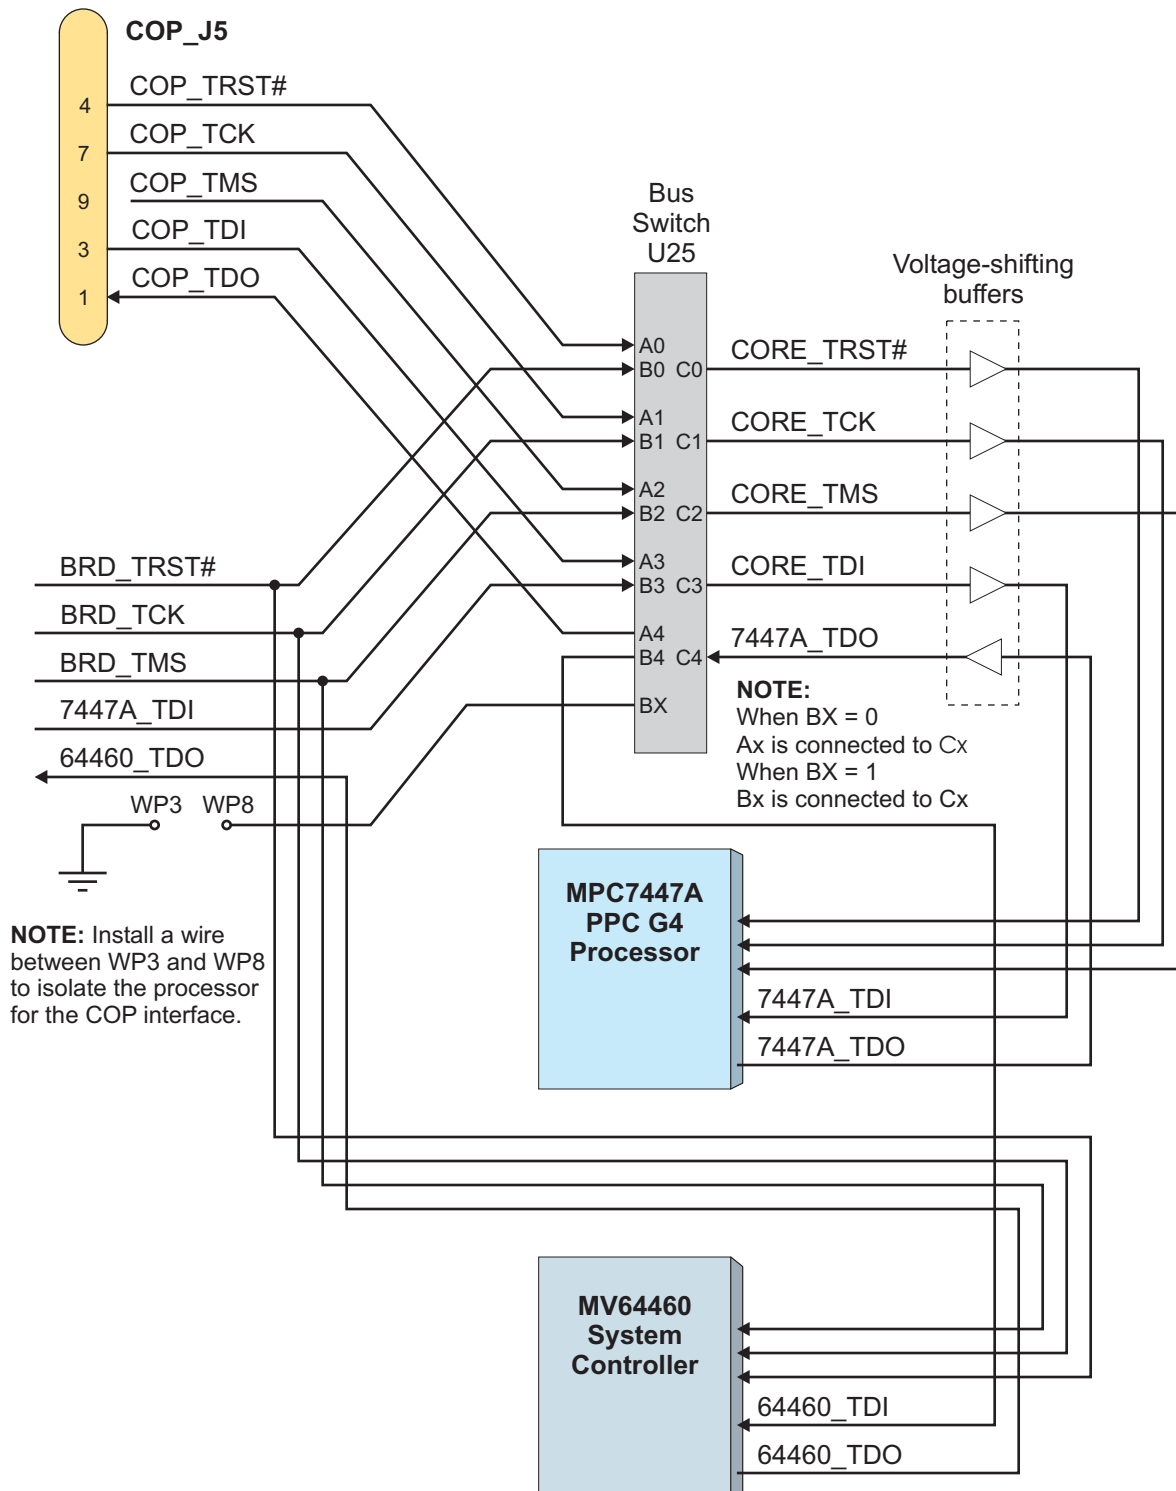 COP_J5
4
COP_TRST#
7
COP_TCK
9
COP_TMS
3
COP_TDI
1
COP_TDO
Bus
Switch
U25
Voltage-shifting
buffers
A0
B0 C0
CORE_TRST#
A1
B1 C1
CORE_TCK
A2
B2 C2
CORE_TMS
A3
B3 C3
CORE_TDI
A4
B4 C4
7447A_TDO
BX
NOTE:
When BX = 0
Ax is connected to Cx
When BX = 1
Bx is connected to Cx
BRD_TRST#
BRD_TCK
BRD_TMS
7447A_TDI
64460_TDO
WP3 WP8
NOTE: Install a wire
between WP3 and WP8
to isolate the processor
for the COP interface.
MPC7447A
PPC G4
Processor
7447A_TDI
7447A_TDO
MV64460
System
Controller
64460_TDI
64460_TDO